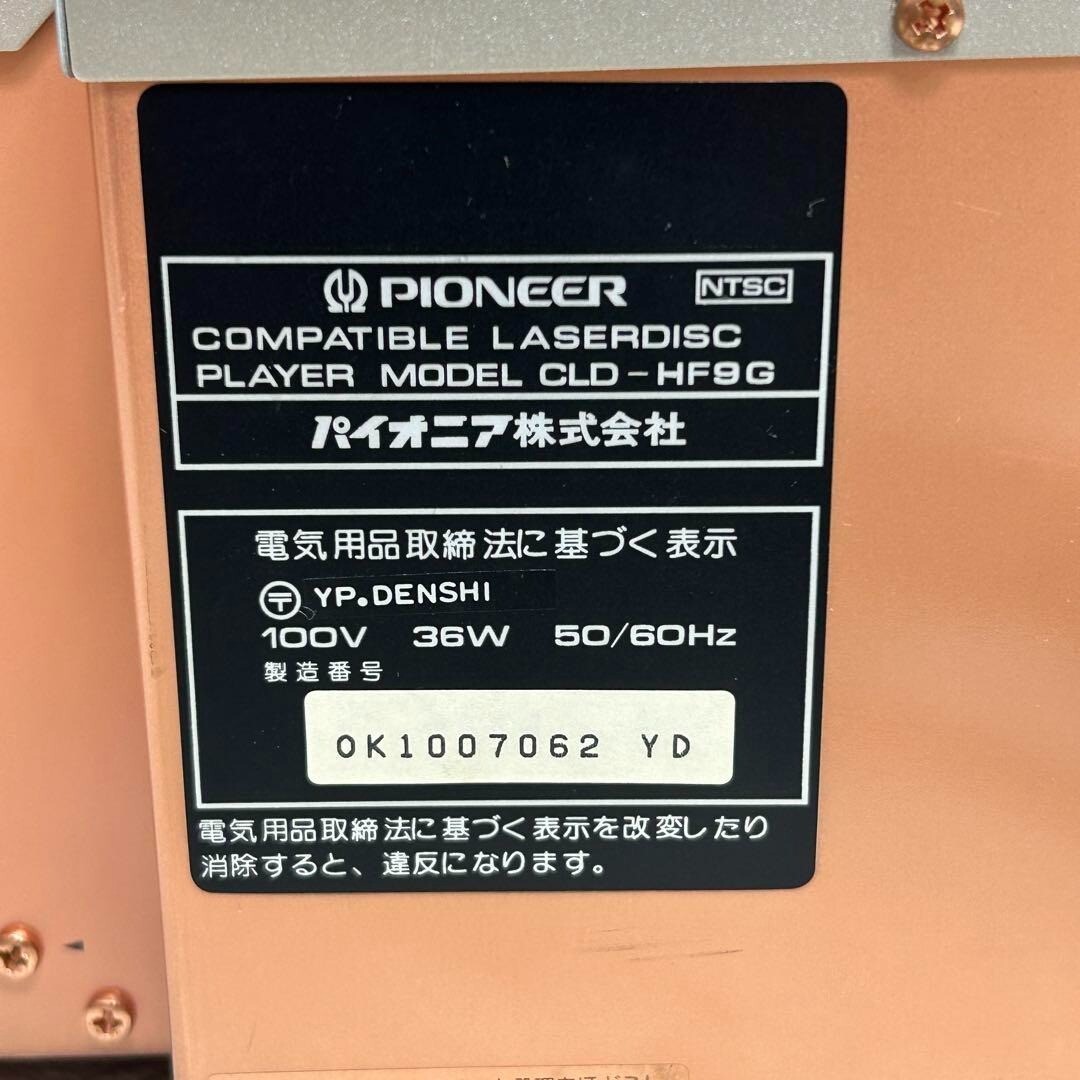 PIONEER NTSC
COMPATIBLE LASERDISC
PLAYER MODEL CLD-HF9G
パイオニア株式会社
電気用品取締法に基づく表示
〶 YP.DENSHI
100V 36W 50/60Hz
製造番号
OK1007062 YD
電気用品取締法に基づく表示を改変したり
消除すると、違反になります。